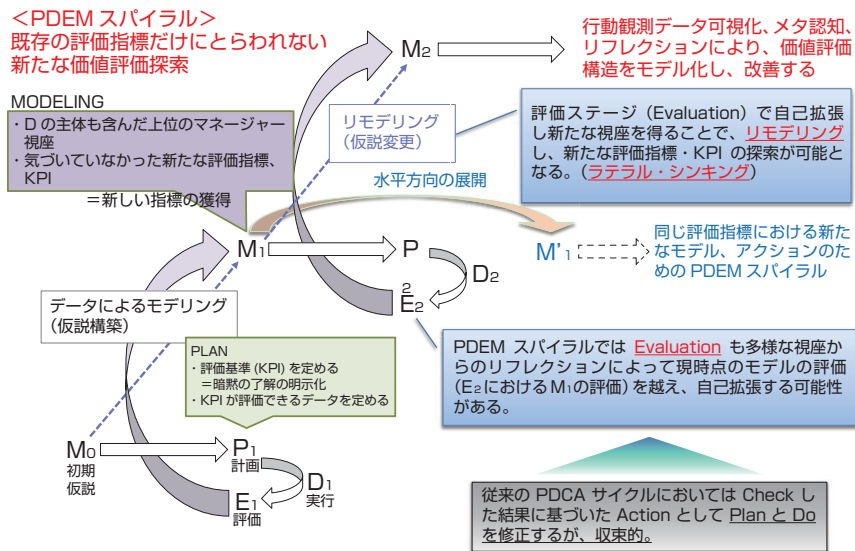 <PDEM スパイラル>
既存の評価指標だけにとらわれない
新たな価値評価探索
M2
行動観測データ可視化、メタ認知、
リフレクションにより、価値評価
構造をモデル化し、改善する
MODELING
・D の主体も含んだ上位のマネージャー
視座
・気づいていなかった新たな評価指標、
KPI
＝新しい指標の獲得
リモデリング
（仮説変更）
評価ステージ（Evaluation）で自己拡張
し新たな視座を得ることで、リモデリング
し、新たな評価指標・KPI の探索が可能と
なる。（ラテラル・シンキング）
水平方向の展開
M1
P
2
D2
E2
M'1
同じ評価指標における新た
なモデル、アクションのた
めの PDEM スパイラル
データによるモデリング
（仮説構築）
PLAN
・評価基準 (KPI) を定める
＝暗黙の了解の明示化
・KPI が評価できるデータを定める
PDEM スパイラルでは Evaluation も多様な視座か
らのリフレクションによって現時点のモデルの評価
（E2における M1の評価）を越え、自己拡張する可能性
がある。
M0
初期
仮説
P1
計画
D1
実行
E1
評価
従来の PDCA サイクルにおいては Check し
た結果に基づいた Action として Plan と Do
を修正するが、収束的。